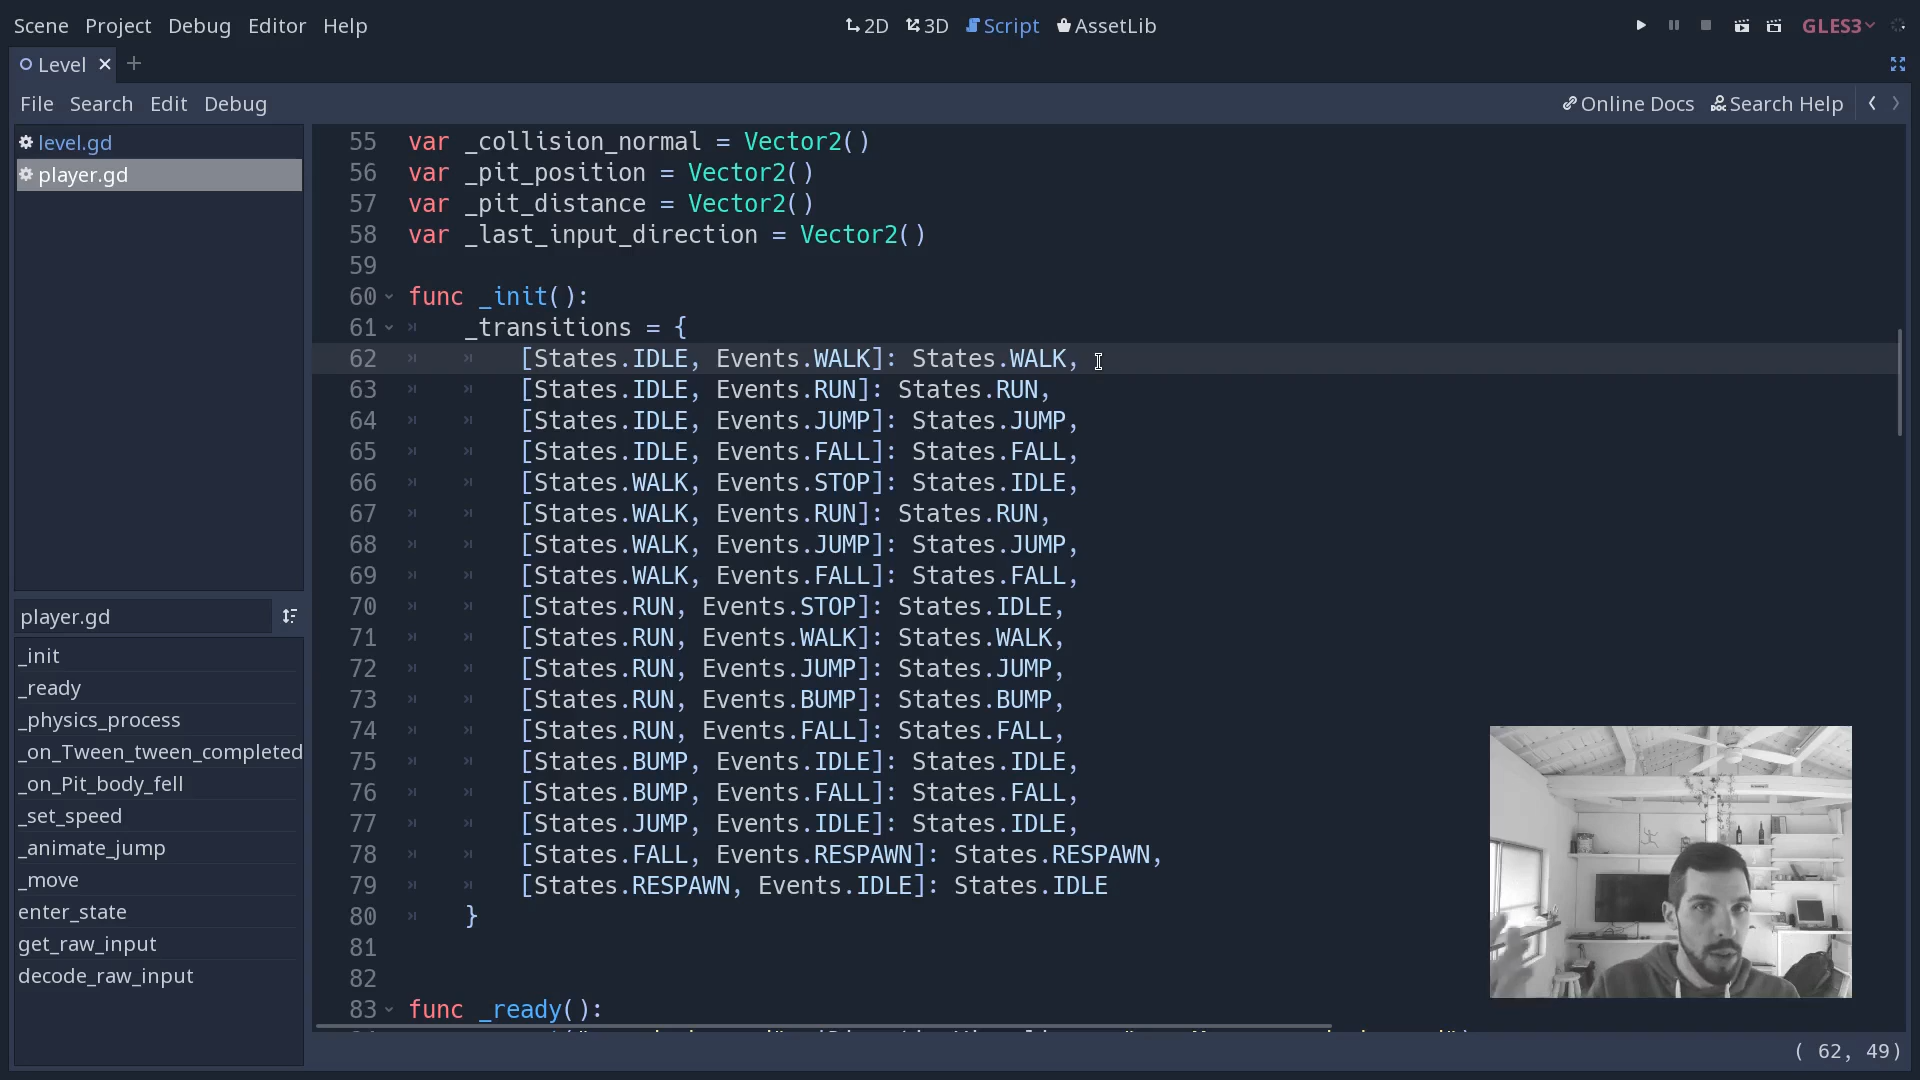 Scene Project Debug Editor Help 2D 3D Script AssetLib GLES3
Level
File Search Edit Debug Online Docs Search Help
level.gd
player.gd
55 var _collision_normal = Vector2()
56 var _pit_position = Vector2()
57 var _pit_distance = Vector2()
58 var _last_input_direction = Vector2()
59
60 func _init():
61 _transitions = {
62 [States.IDLE, Events.WALK]: States.WALK,
63 [States.IDLE, Events.RUN]: States.RUN,
64 [States.IDLE, Events.JUMP]: States.JUMP,
65 [States.IDLE, Events.FALL]: States.FALL,
66 [States.WALK, Events.STOP]: States.IDLE,
67 [States.WALK, Events.RUN]: States.RUN,
68 [States.WALK, Events.JUMP]: States.JUMP,
69 [States.WALK, Events.FALL]: States.FALL,
70 [States.RUN, Events.STOP]: States.IDLE,
71 [States.RUN, Events.WALK]: States.WALK,
72 [States.RUN, Events.JUMP]: States.JUMP,
73 [States.RUN, Events.BUMP]: States.BUMP,
74 [States.RUN, Events.FALL]: States.FALL,
75 [States.BUMP, Events.IDLE]: States.IDLE,
76 [States.BUMP, Events.FALL]: States.FALL,
77 [States.JUMP, Events.IDLE]: States.IDLE,
78 [States.FALL, Events.RESPAWN]: States.RESPAWN,
79 [States.RESPAWN, Events.IDLE]: States.IDLE
80 }
81
82
83 func _ready():
player.gd
_init
_ready
_physics_process
_on_Tween_tween_completed
_on_Pit_body_fell
_set_speed
_animate_jump
_move
enter_state
get_raw_input
decode_raw_input
( 62, 49)